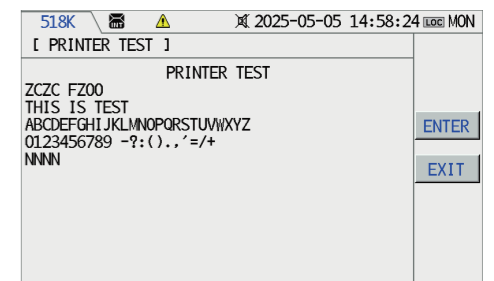 518K INT 2025-05-05 14:58:24 LOC MON
[ PRINTER TEST ]
PRINTER TEST
ZCZC FZ00
THIS IS TEST
ABCDEFGHIJKLMNOPQRSTUVWXYZ
0123456789 -?:().,´=/+
NNNN
ENTER
EXIT